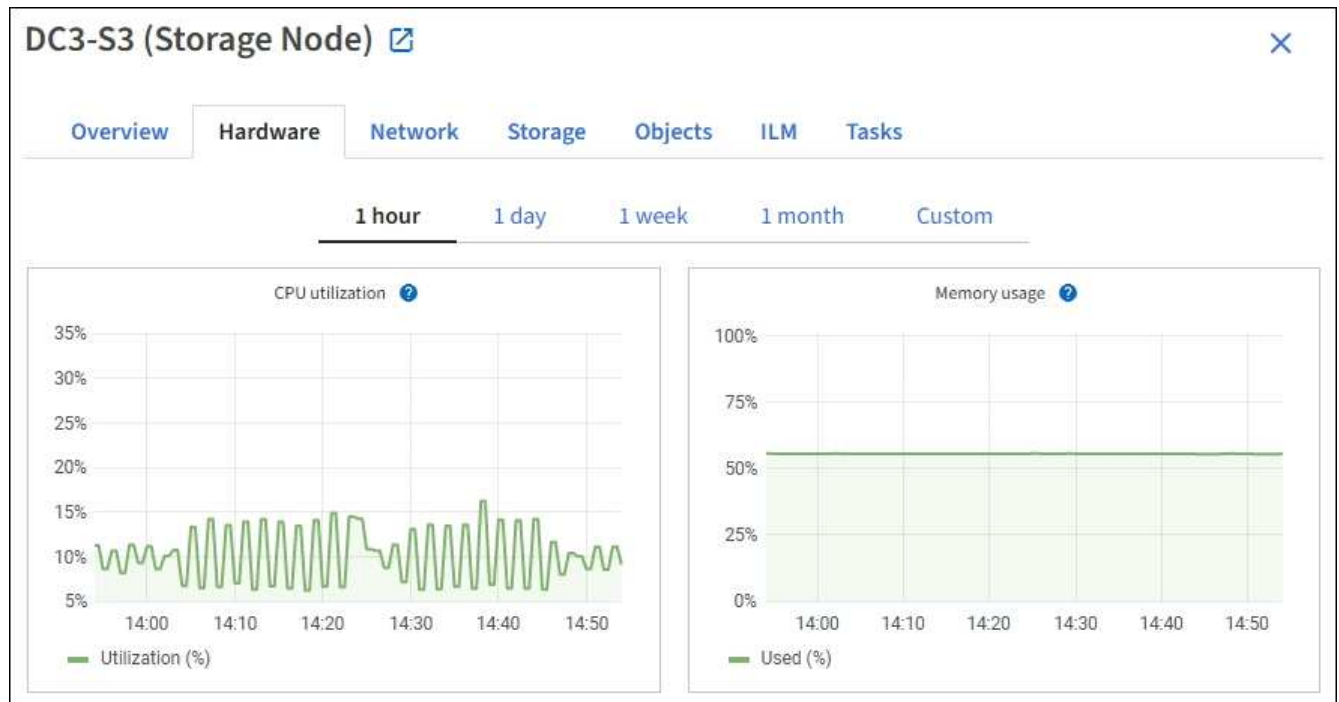 DC3-S3 (Storage Node)
Overview Hardware Network Storage Objects ILM Tasks
1 hour 1 day 1 week 1 month Custom
CPU utilization ?
35%
30%
25%
20%
15%
10%
5%
14:00 14:10 14:20 14:30 14:40 14:50
Utilization (%)
Memory usage ?
100%
75%
50%
25%
0%
14:00 14:10 14:20 14:30 14:40 14:50
Used (%)